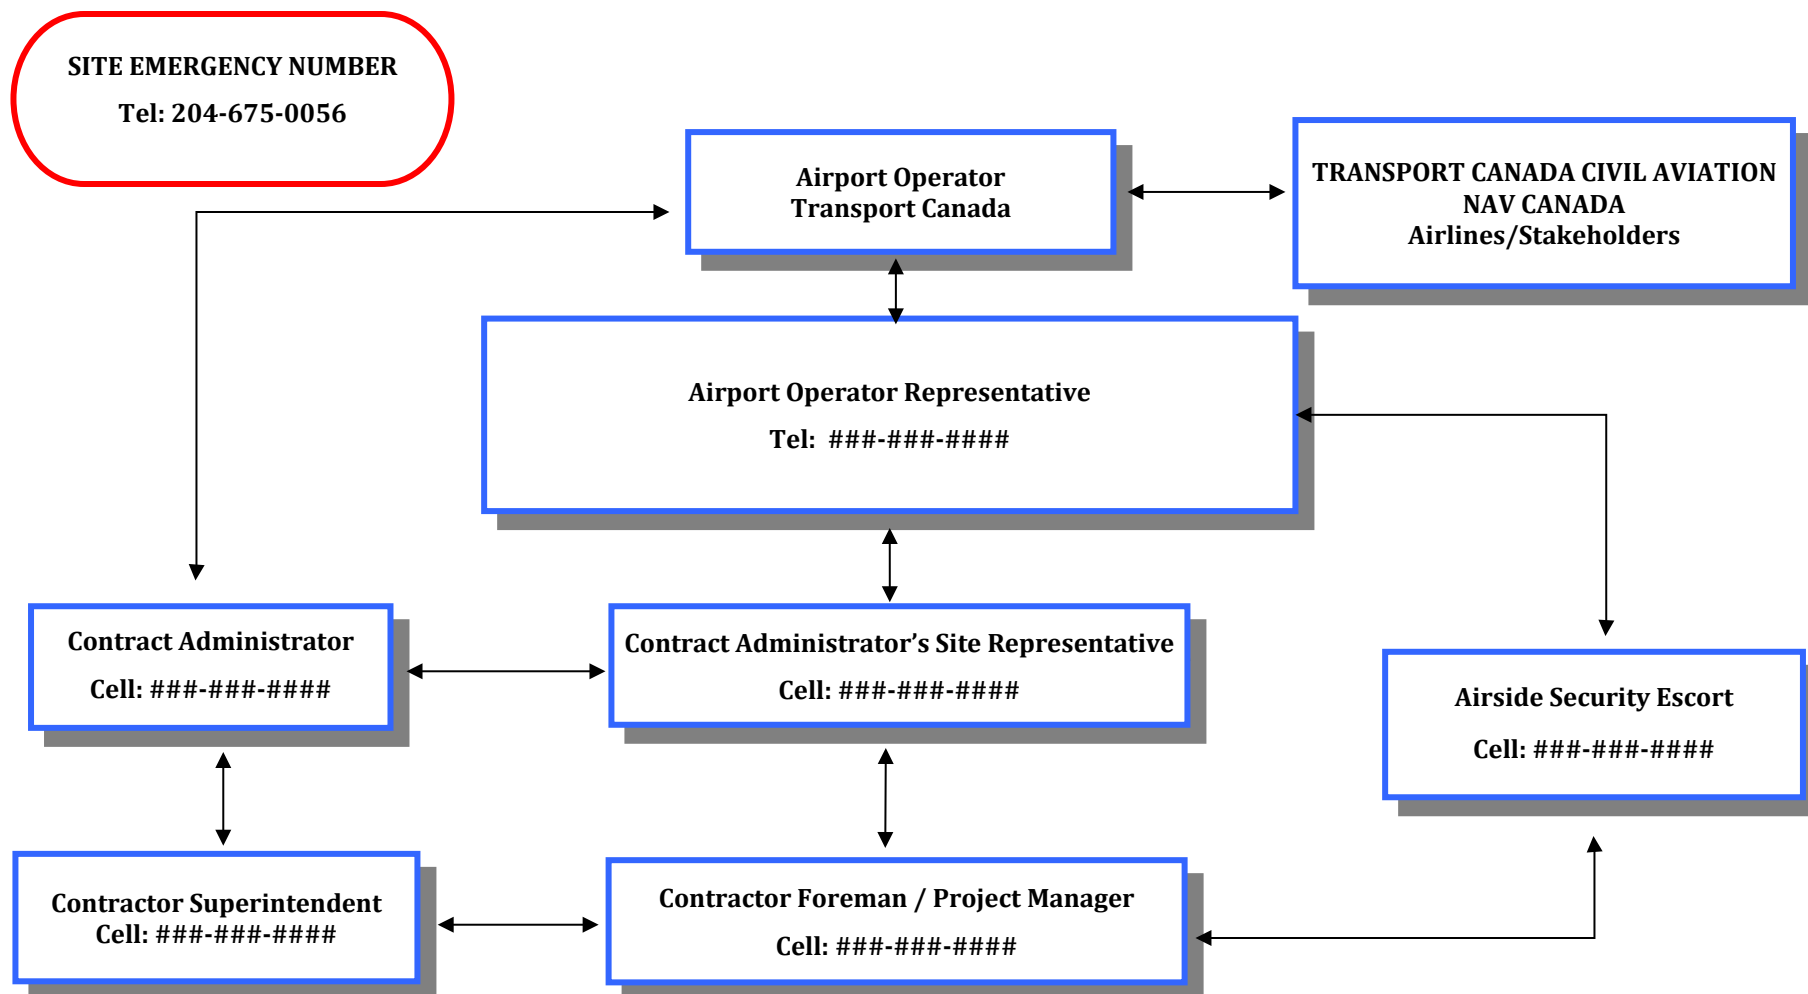 SITE EMERGENCY NUMBER
Tel: 204-675-0056
Airport Operator
Transport Canada
TRANSPORT CANADA CIVIL AVIATION
NAV CANADA
Airlines/Stakeholders
Airport Operator Representative
Tel:  ###-###-####
Contract Administrator
Cell: ###-###-####
Contract Administrator’s Site Representative
Cell: ###-###-####
Airside Security Escort
Cell: ###-###-####
Contractor Superintendent
Cell: ###-###-####
Contractor Foreman / Project Manager
Cell: ###-###-####